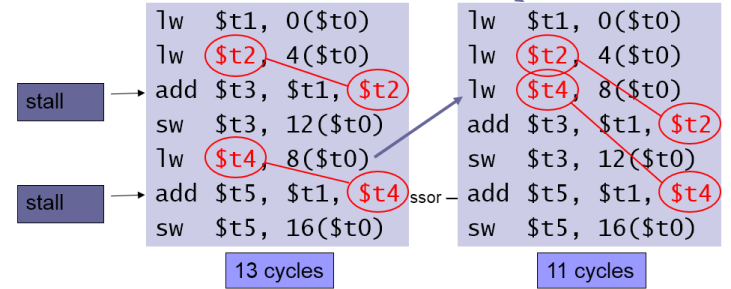 lw $t1, 0($t0)
lw $t2, 4($t0)
stall
add $t3, $t1, $t2
sw $t3, 12($t0)
lw $t4, 8($t0)
stall
add $t5, $t1, $t4
sw $t5, 16($t0)
13 cycles
ssor
lw $t1, 0($t0)
lw $t2, 4($t0)
lw $t4, 8($t0)
add $t3, $t1, $t2
sw $t3, 12($t0)
add $t5, $t1, $t4
sw $t5, 16($t0)
11 cycles